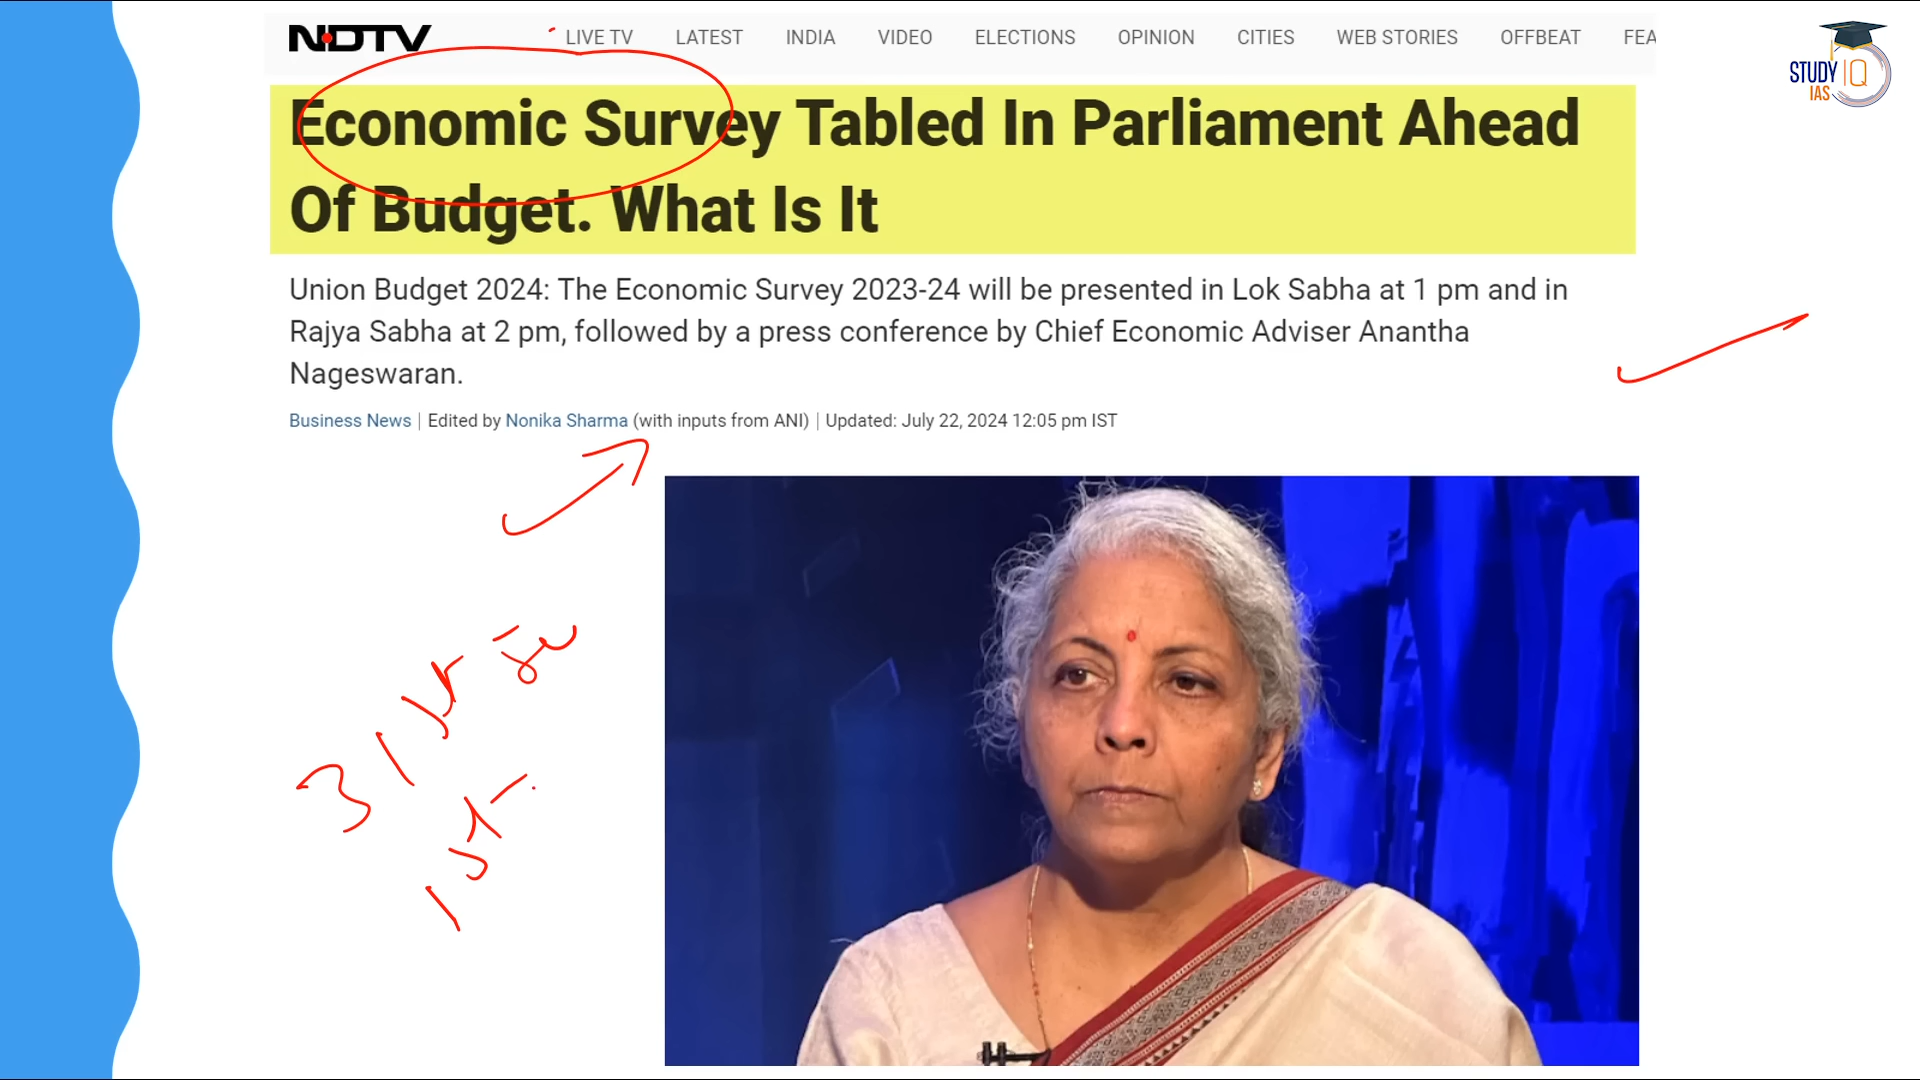 NDTV
LIVE TV LATEST INDIA VIDEO ELECTIONS OPINION CITIES WEB STORIES OFFBEAT FEA
STUDY IQ
IAS
Economic Survey Tabled In Parliament Ahead
Of Budget. What Is It
Union Budget 2024: The Economic Survey 2023-24 will be presented in Lok Sabha at 1 pm and in
Rajya Sabha at 2 pm, followed by a press conference by Chief Economic Adviser Anantha
Nageswaran.
Business News | Edited by Nonika Sharma (with inputs from ANI) | Updated: July 22, 2024 12:05 pm IST
31st
1st